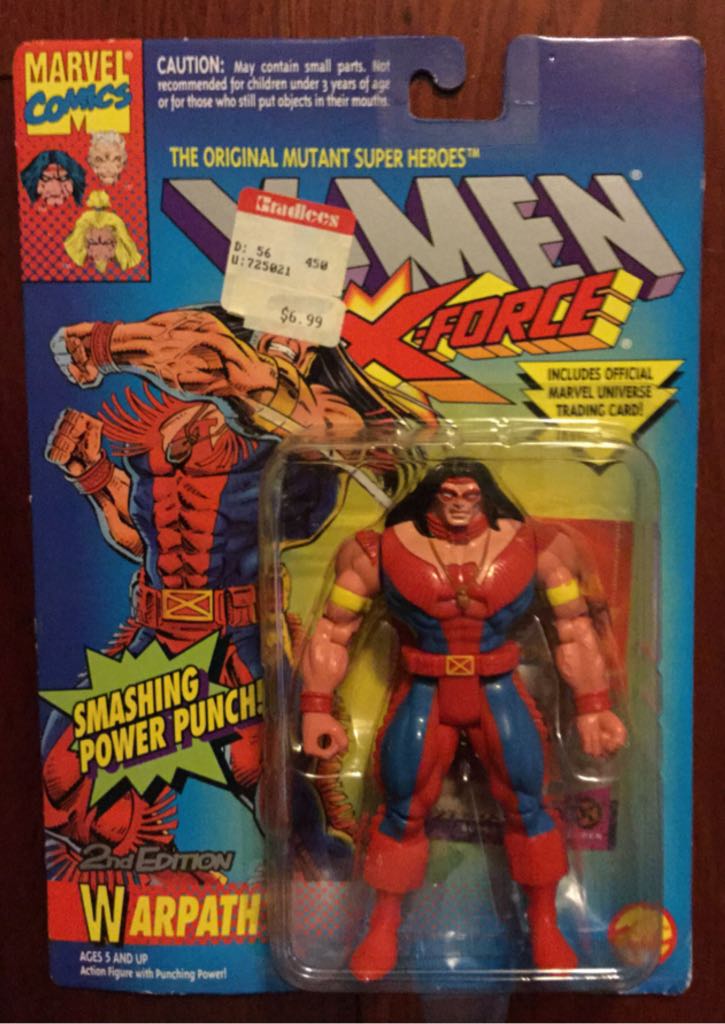 MARVEL®
COMICS
CAUTION: May contain small parts. Not
recommended for children under 3 years of age
or for those who still put objects in their mouths.
THE ORIGINAL MUTANT SUPER HEROES™
X-MEN®
Bradlees
D: 56 450
U:725021
$6.99
X-FORCE®
INCLUDES OFFICIAL
MARVEL UNIVERSE
TRADING CARD!
SMASHING
POWER PUNCH!
2nd EDITION
WARPATH
AGES 5 AND UP
Action Figure with Punching Power!